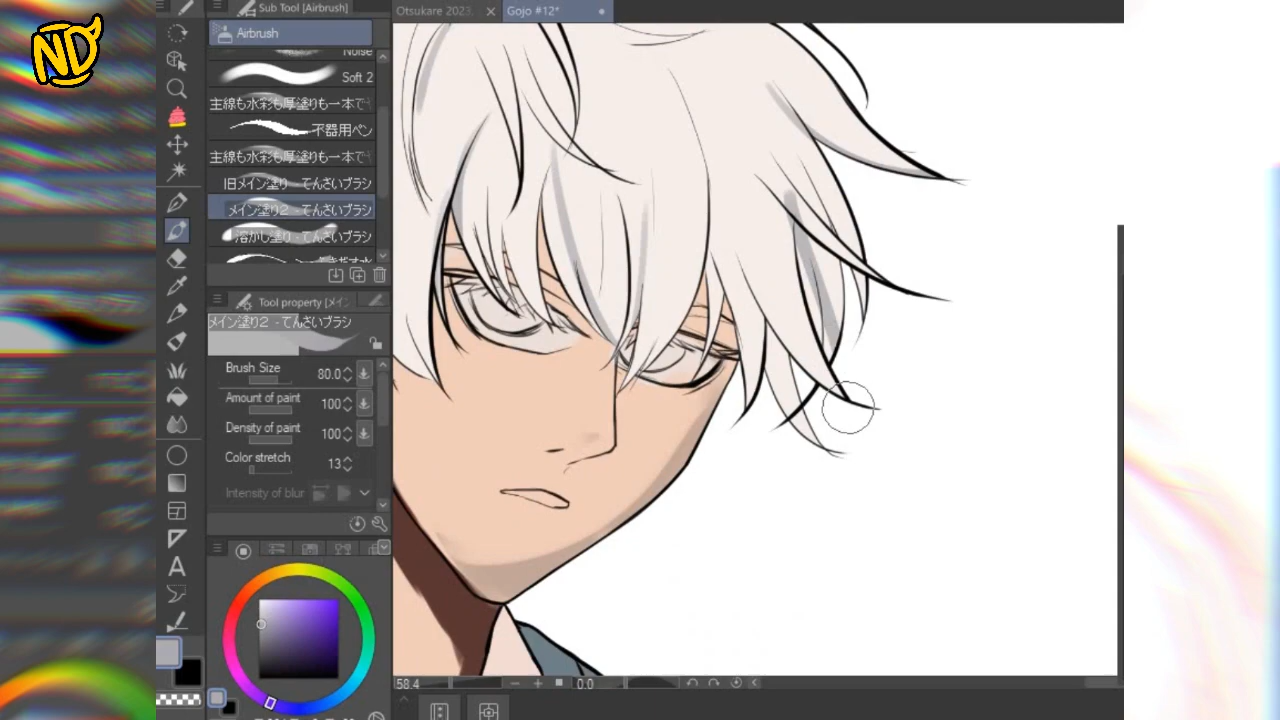 ND
Sub Tool [Airbrush]
Otsukare 2023.
Gojo #12*
Airbrush
Noise
Soft 2
主線も水彩も厚塗りも一本で
不器用ペン
主線も水彩も厚塗りも一本で
旧メイン塗り - てんさいブラシ
メイン塗り2 - てんさいブラシ
溶かし塗り - てんさいブラシ
Tool property [メイン
メイン塗り2 - てんさいブラシ
Brush Size 80.0
Amount of paint 100
Density of paint 100
Color stretch 13
Intensity of blur
A
58.4
0.0